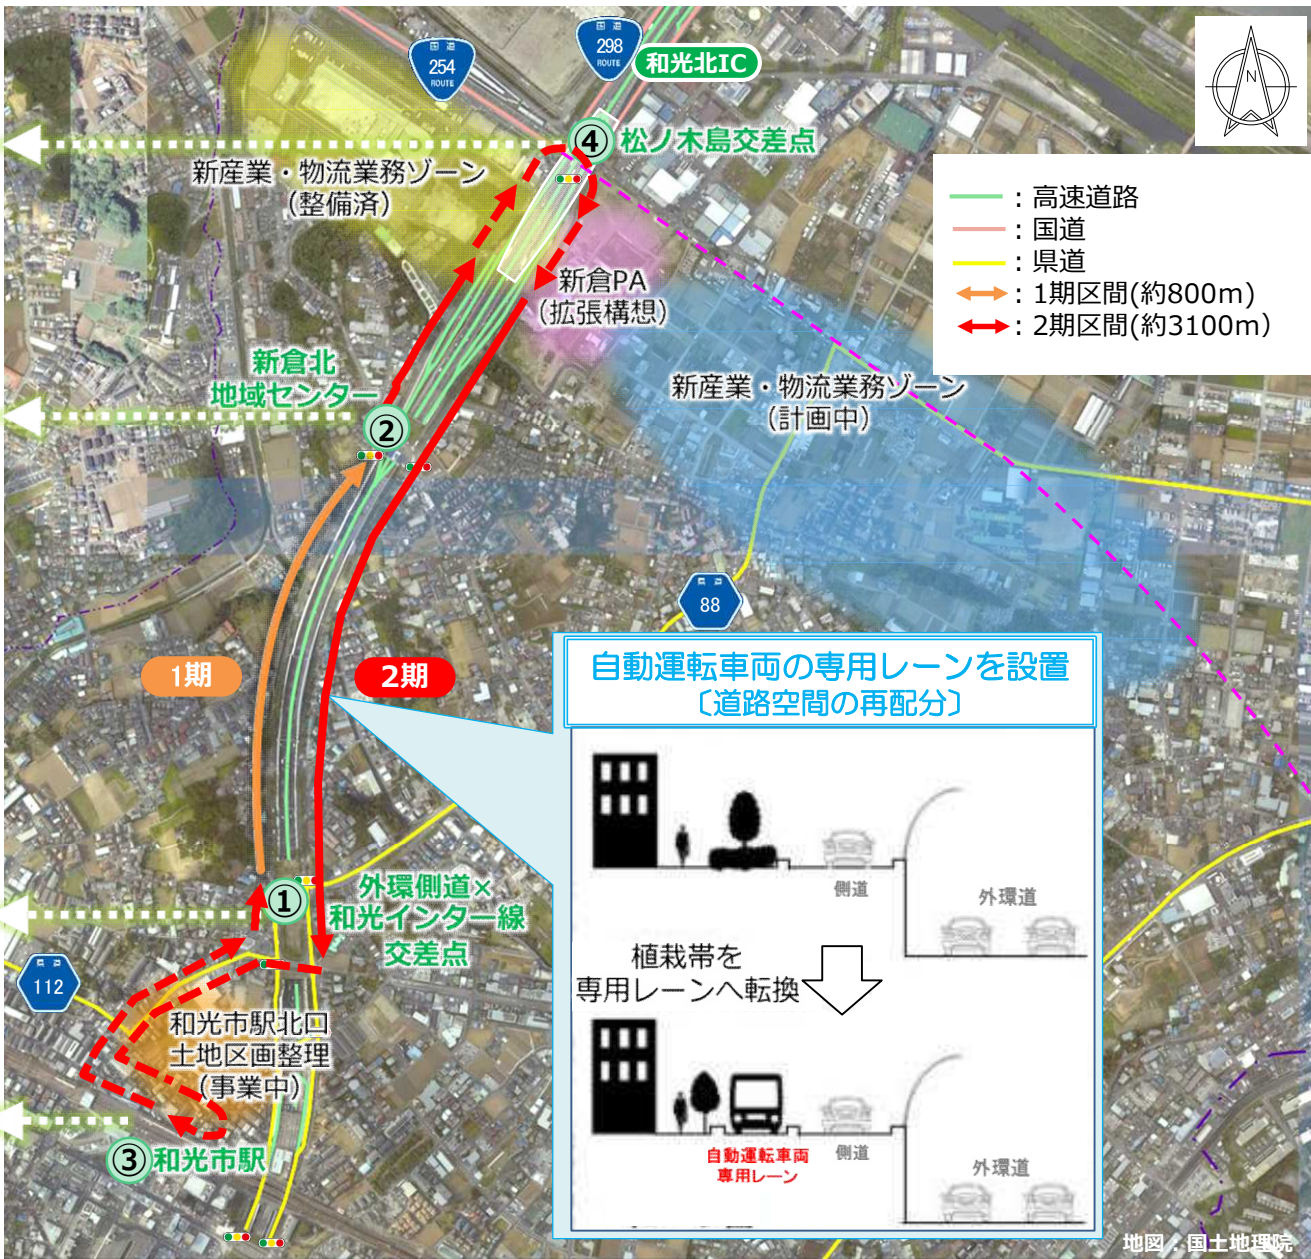 国道
254
ROUTE
国道
298
ROUTE
和光北IC
N
④
松ノ木島交差点
新産業・物流業務ゾーン
(整備済)
：高速道路
：国道
：県道
：1期区間(約800m)
：2期区間(約3100m)
新倉PA
(拡張構想)
新倉北
地域センター
②
新産業・物流業務ゾーン
(計画中)
県道
88
1期
2期
自動運転車両の専用レーンを設置
〔道路空間の再配分〕
側道
外環道
植栽帯を
専用レーンへ転換
自動運転車両
専用レーン
側道
外環道
①
外環側道×
和光インター線
交差点
県道
112
和光市駅北口
土地区画整理
(事業中)
③
和光市駅
地図：国土地理院